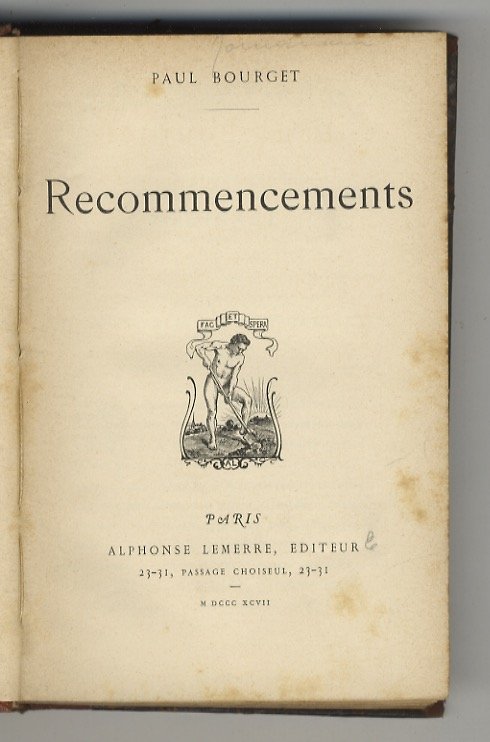 PAUL BOURGET
Recommencements
FAC ET SPERA
AL
PARIS
ALPHONSE LEMERRE, EDITEUR
23-31, PASSAGE CHOISEUL, 23-31
M DCCC XCVII